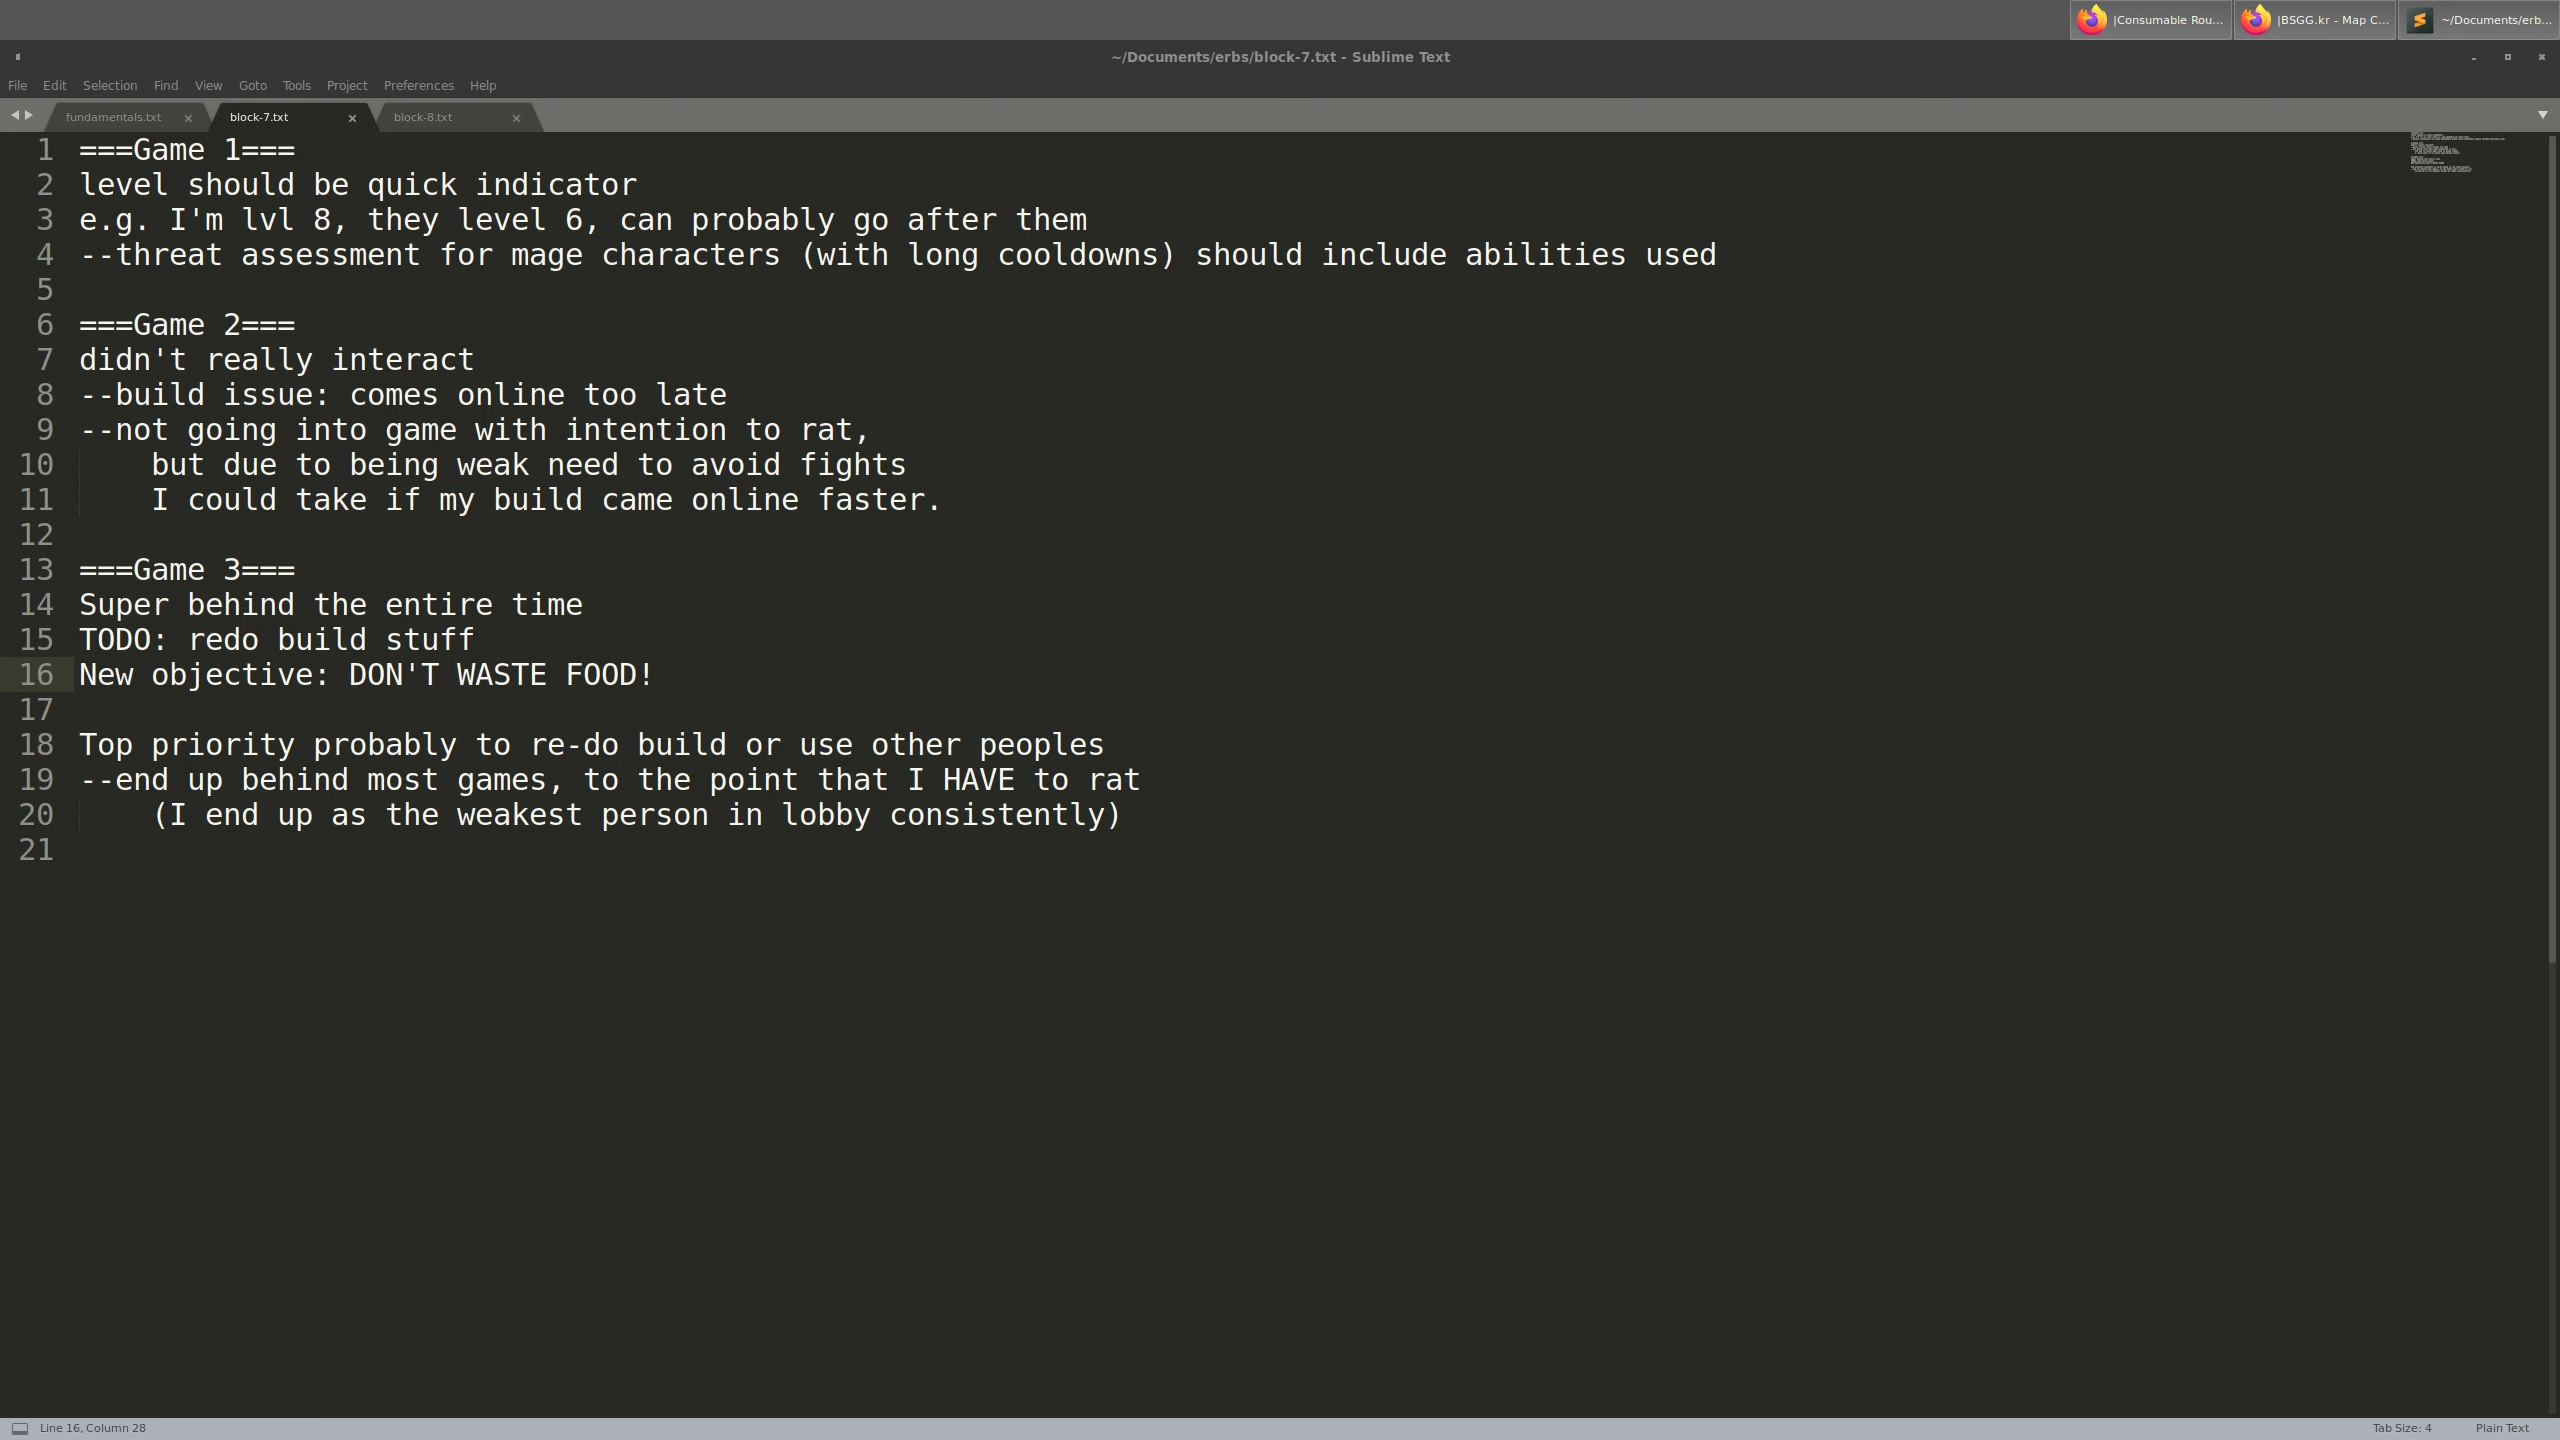 |Consumable Rou...
|BSGG.kr - Map C...
~/Documents/erb...
~/Documents/erbs/block-7.txt - Sublime Text
File Edit Selection Find View Goto Tools Project Preferences Help
fundamentals.txt block-7.txt block-8.txt
1 ===Game 1===
2 level should be quick indicator
3 e.g. I'm lvl 8, they level 6, can probably go after them
4 --threat assessment for mage characters (with long cooldowns) should include abilities used
5
6 ===Game 2===
7 didn't really interact
8 --build issue: comes online too late
9 --not going into game with intention to rat,
10 but due to being weak need to avoid fights
11 I could take if my build came online faster.
12
13 ===Game 3===
14 Super behind the entire time
15 TODO: redo build stuff
16 New objective: DON'T WASTE FOOD!
17
18 Top priority probably to re-do build or use other peoples
19 --end up behind most games, to the point that I HAVE to rat
20 (I end up as the weakest person in lobby consistently)
21
Line 16, Column 28
Tab Size: 4 Plain Text